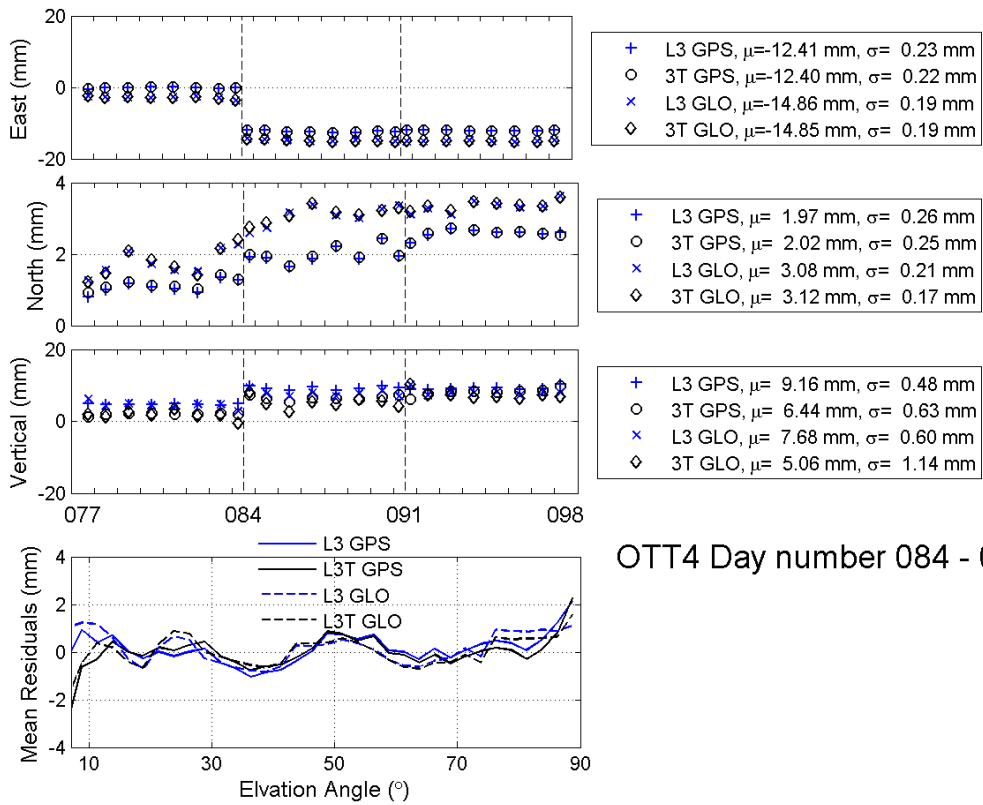 20
0
-20
East (mm)
+ L3 GPS, μ=-12.41 mm, σ= 0.23 mm
○ 3T GPS, μ=-12.40 mm, σ= 0.22 mm
× L3 GLO, μ=-14.86 mm, σ= 0.19 mm
◇ 3T GLO, μ=-14.85 mm, σ= 0.19 mm
4
2
0
North (mm)
+ L3 GPS, μ= 1.97 mm, σ= 0.26 mm
○ 3T GPS, μ= 2.02 mm, σ= 0.25 mm
× L3 GLO, μ= 3.08 mm, σ= 0.21 mm
◇ 3T GLO, μ= 3.12 mm, σ= 0.17 mm
20
0
-20
Vertical (mm)
077 084 091 098
+ L3 GPS, μ= 9.16 mm, σ= 0.48 mm
○ 3T GPS, μ= 6.44 mm, σ= 0.63 mm
× L3 GLO, μ= 7.68 mm, σ= 0.60 mm
◇ 3T GLO, μ= 5.06 mm, σ= 1.14 mm
OTT4 Day number 084 -
L3 GPS
L3T GPS
L3 GLO
L3T GLO
4
2
0
-2
-4
Mean Residuals (mm)
10 30 50 70 90
Elvation Angle (°)